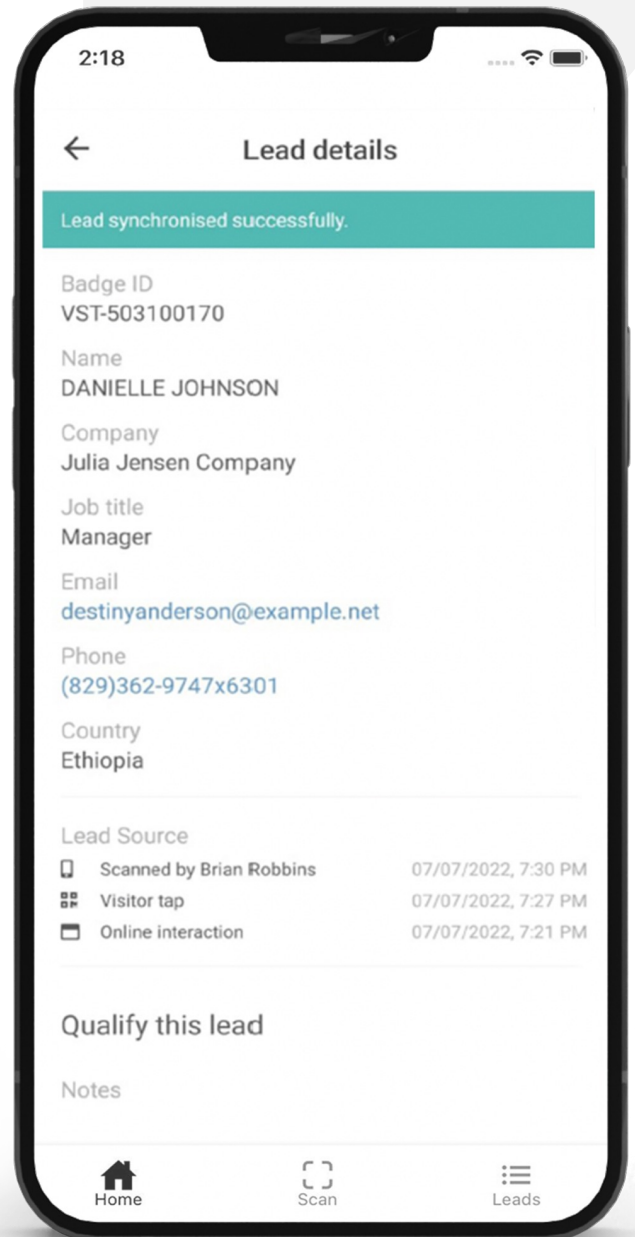 2:18
Lead details
Lead synchronised successfully.
Badge ID
VST-503100170
Name
DANIELLE JOHNSON
Company
Julia Jensen Company
Job title
Manager
Email
destinyanderson@example.net
Phone
(829)362-9747x6301
Country
Ethiopia
Lead Source
Scanned by Brian Robbins 07/07/2022, 7:30 PM
Visitor tap 07/07/2022, 7:27 PM
Online interaction 07/07/2022, 7:21 PM
Qualify this lead
Notes
Home Scan Leads